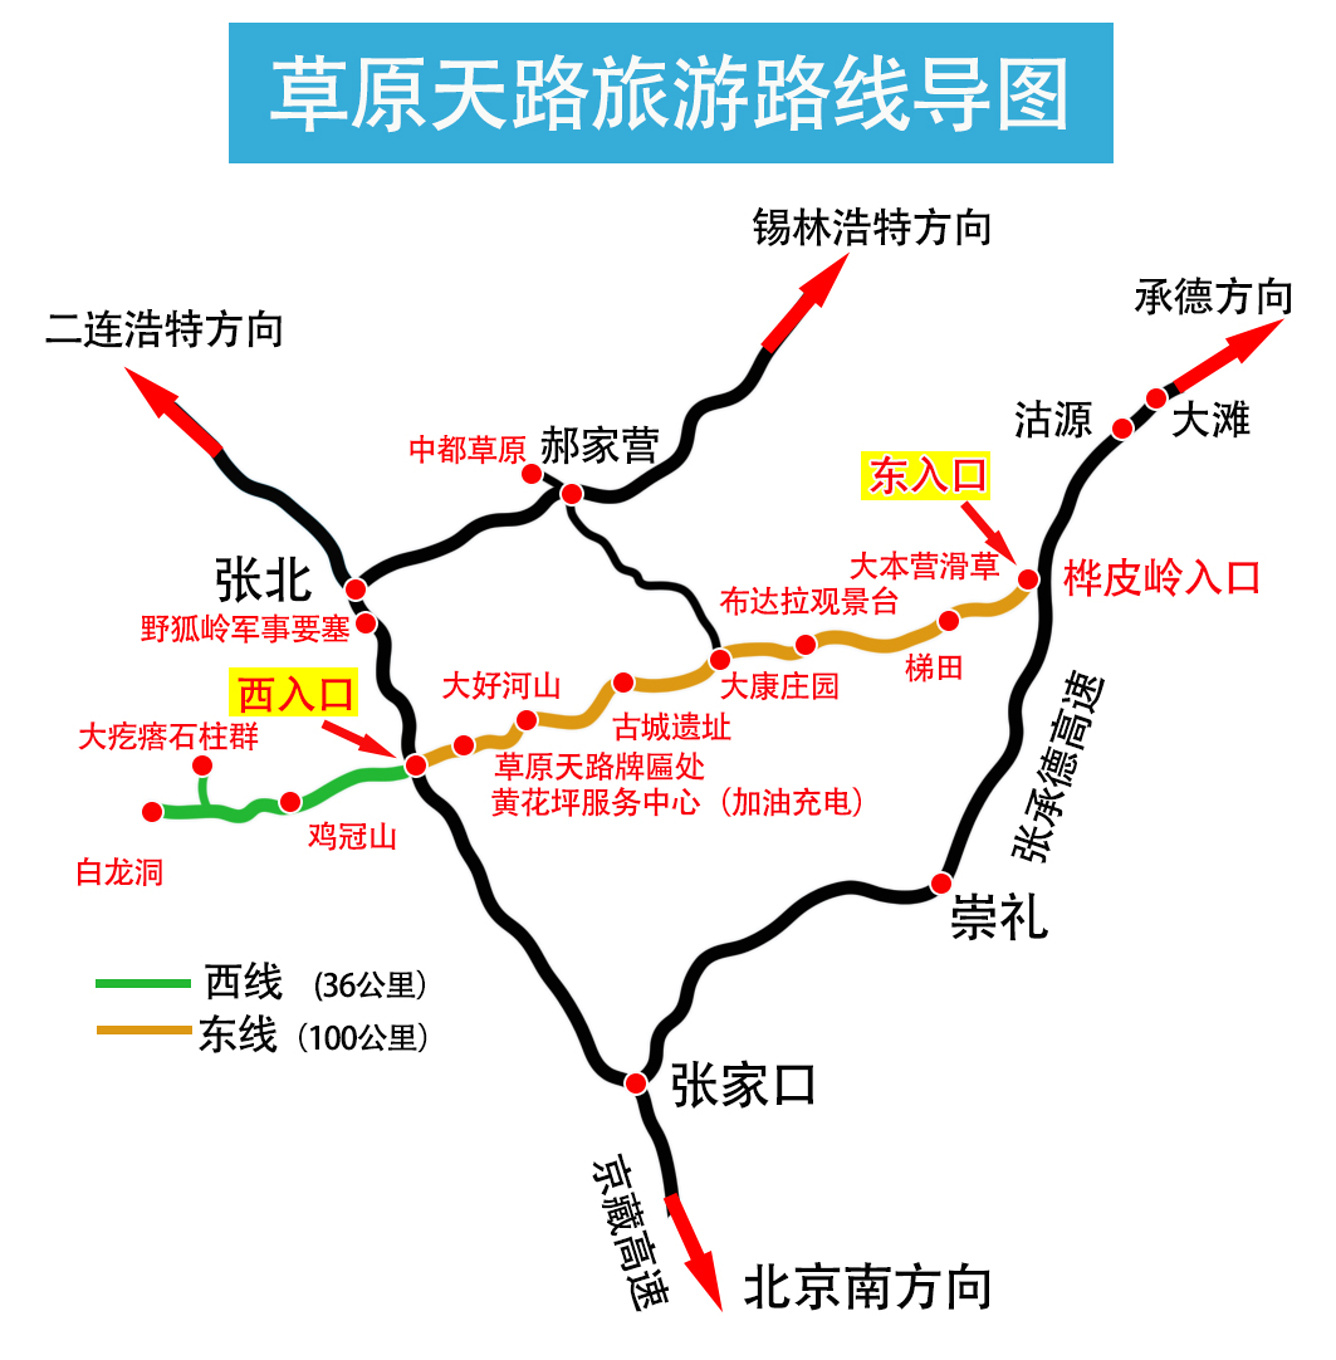 草原天路旅游路线导图
锡林浩特方向
承德方向
二连浩特方向
沽源
大滩
中都草原
郝家营
东入口
大本营滑草
桦皮岭入口
张北
布达拉观景台
野狐岭军事要塞
梯田
西入口
大好河山
大康庄园
古城遗址
大疙瘩石柱群
草原天路牌匾处
黄花坪服务中心（加油充电）
鸡冠山
白龙洞
张承德高速
崇礼
西线 (36公里)
东线 (100公里)
张家口
京藏高速
北京南方向